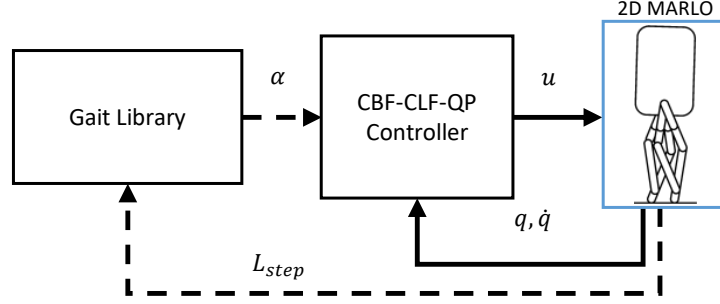 2D MARLO
Gait Library
α
CBF-CLF-QP
Controller
u
q, q̇
L_step